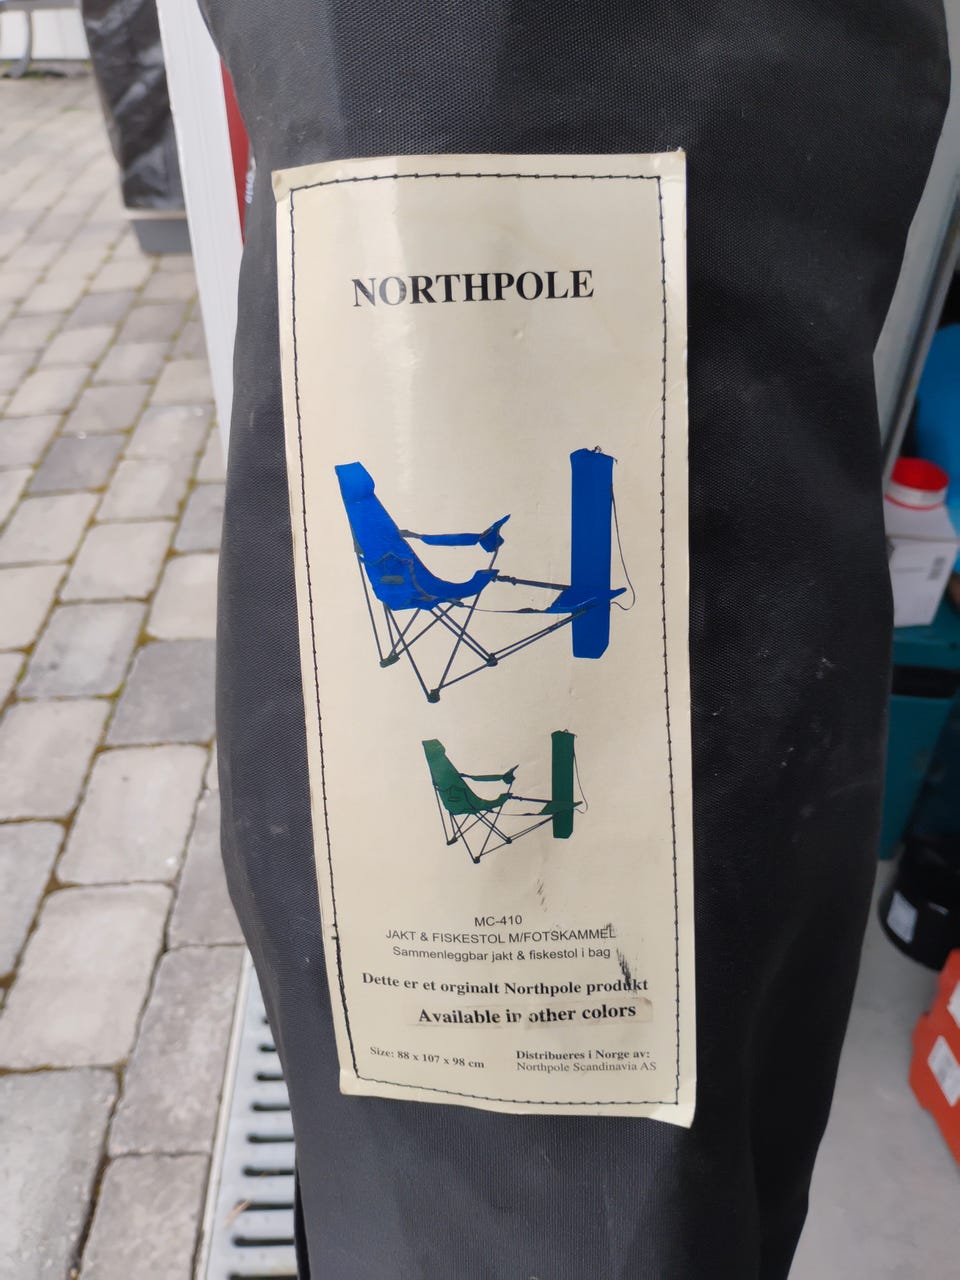 NORTHPOLE
MC-410
JAKT & FISKESTOL M/FOTSKAMMEL
Sammenleggbar jakt & fiskestol i bag
Dette er et orginalt Northpole produkt
Available in other colors
Size: 88 x 107 x 98 cm
Distribueres i Norge av:
Northpole Scandinavia AS